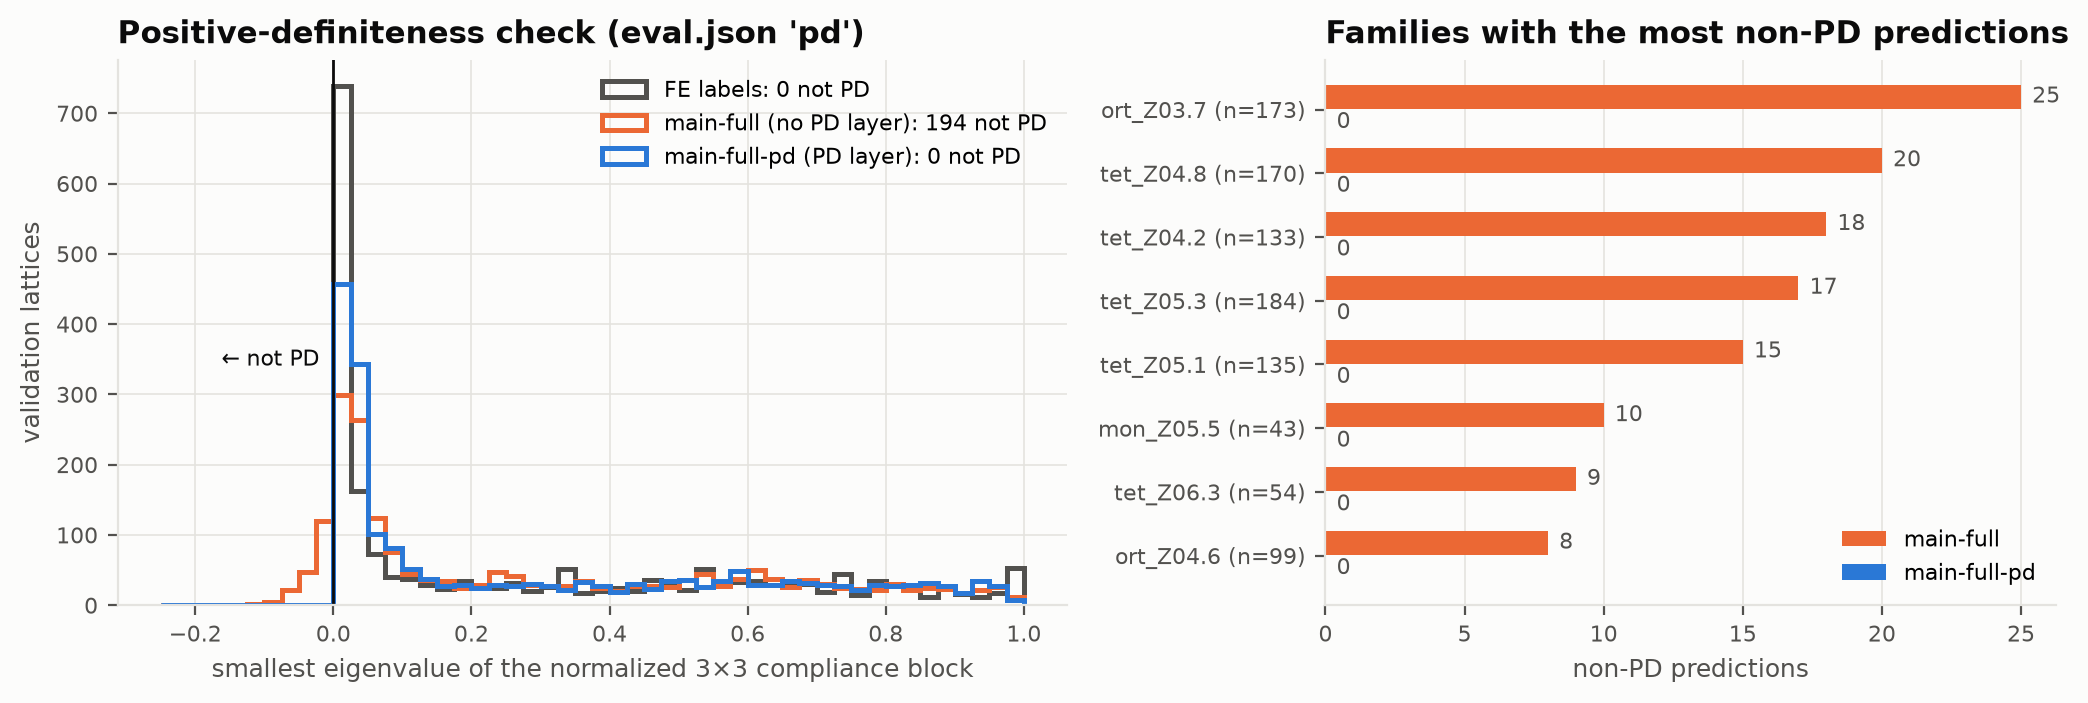 Positive-definiteness check (eval.json 'pd')
FE labels: 0 not PD
main-full (no PD layer): 194 not PD
main-full-pd (PD layer): 0 not PD
← not PD
validation lattices
700
600
500
400
300
200
100
0
−0.2
0.0
0.2
0.4
0.6
0.8
1.0
smallest eigenvalue of the normalized 3×3 compliance block
Families with the most non-PD predictions
ort_Z03.7 (n=173)
25
0
tet_Z04.8 (n=170)
20
0
tet_Z04.2 (n=133)
18
0
tet_Z05.3 (n=184)
17
0
tet_Z05.1 (n=135)
15
0
mon_Z05.5 (n=43)
10
0
tet_Z06.3 (n=54)
9
0
ort_Z04.6 (n=99)
8
0
main-full
main-full-pd
0
5
10
15
20
25
non-PD predictions